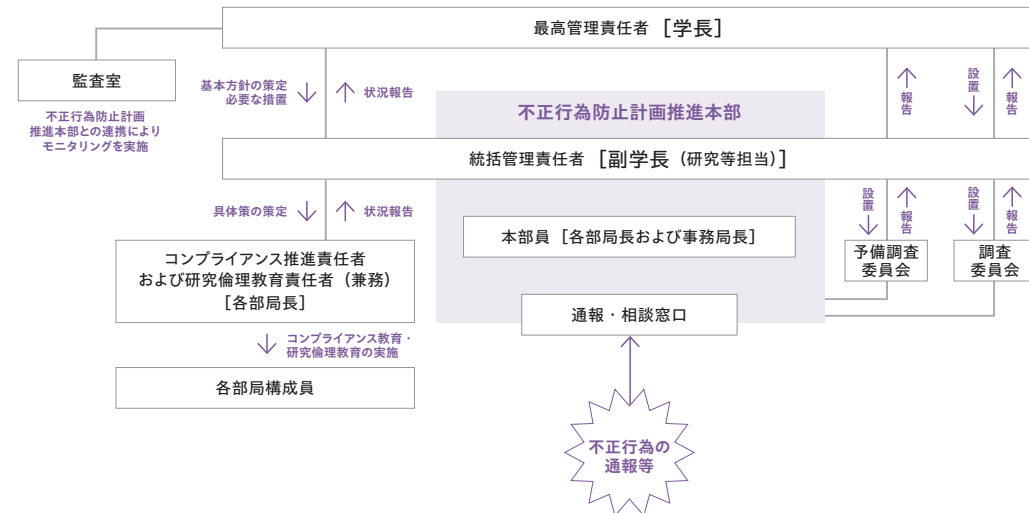 最高管理責任者 [学長]
監査室
不正行為防止計画
推進本部との連携により
モニタリングを実施
基本方針の策定
必要な措置
状況報告
報告
設置
報告
不正行為防止計画推進本部
統括管理責任者 [副学長（研究等担当）]
具体策の策定
状況報告
設置
報告
設置
報告
本部員 [各部局長および事務局長]
コンプライアンス推進責任者
および研究倫理教育責任者（兼務）
[各部局長]
予備調査
委員会
調査
委員会
通報・相談窓口
コンプライアンス教育・
研究倫理教育の実施
各部局構成員
不正行為の
通報等